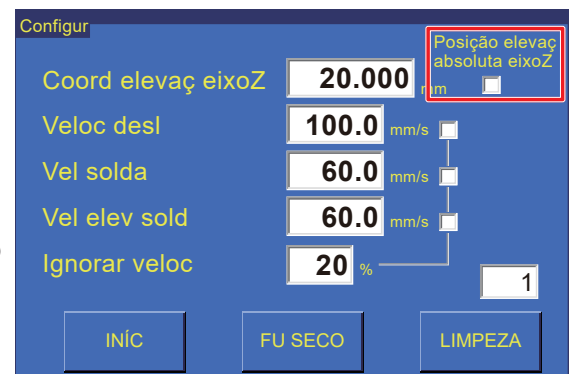 Configur
Posição elevaç
absoluta eixoZ
Coord elevaç eixoZ 20.000 mm
Veloc desl 100.0 mm/s
Vel solda 60.0 mm/s
Vel elev sold 60.0 mm/s
Ignorar veloc 20 %
1
INÍC FU SECO LIMPEZA